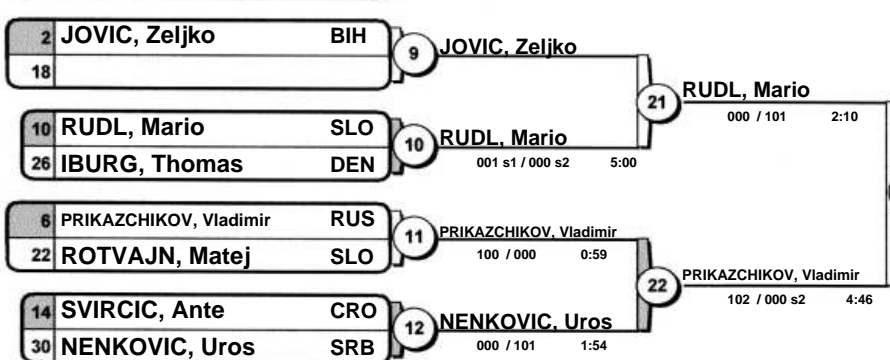 2 JOVIC, Zeljko BIH
18
9 JOVIC, Zeljko
10 RUDL, Mario SLO
26 IBURG, Thomas DEN
10 RUDL, Mario
001 s1 / 000 s2 5:00
21 RUDL, Mario
000 / 101 2:10
6 PRIKAZCHIKOV, Vladimir RUS
22 ROTVAJN, Matej SLO
11 PRIKAZCHIKOV, Vladimir
100 / 000 0:59
14 SVIRCIC, Ante CRO
30 NENKOVIC, Uros SRB
12 NENKOVIC, Uros
000 / 101 1:54
22 PRIKAZCHIKOV, Vladimir
102 / 000 s2 4:46